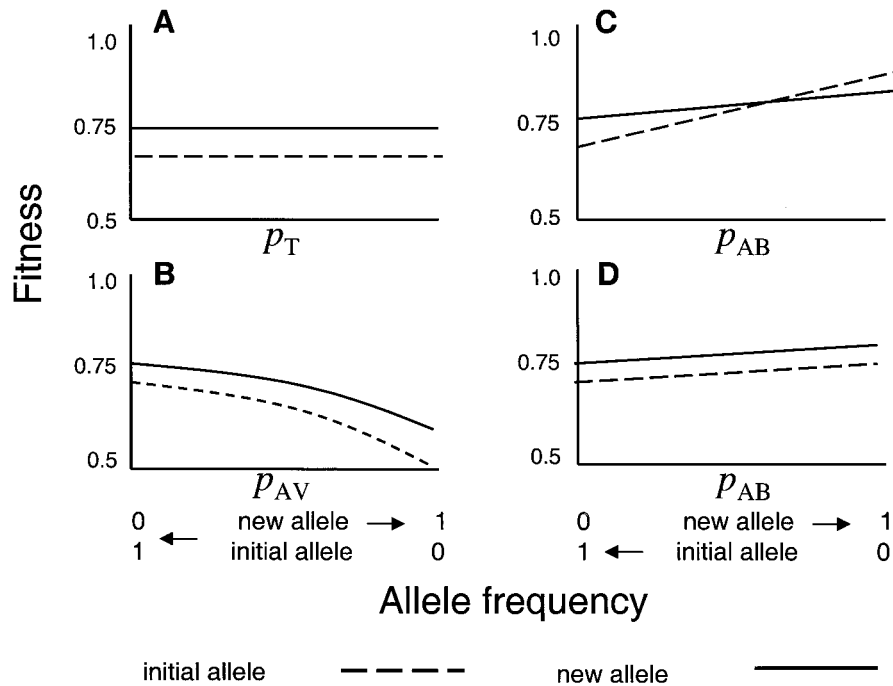 Fitness
A
1.0
0.75
0.5
p_T
C
1.0
0.75
0.5
p_AB
B
1.0
0.75
0.5
p_AV
D
1.0
0.75
0.5
p_AB
0 new allele → 1
1 ← initial allele 0
0 new allele → 1
1 ← initial allele 0
Allele frequency
initial allele
new allele